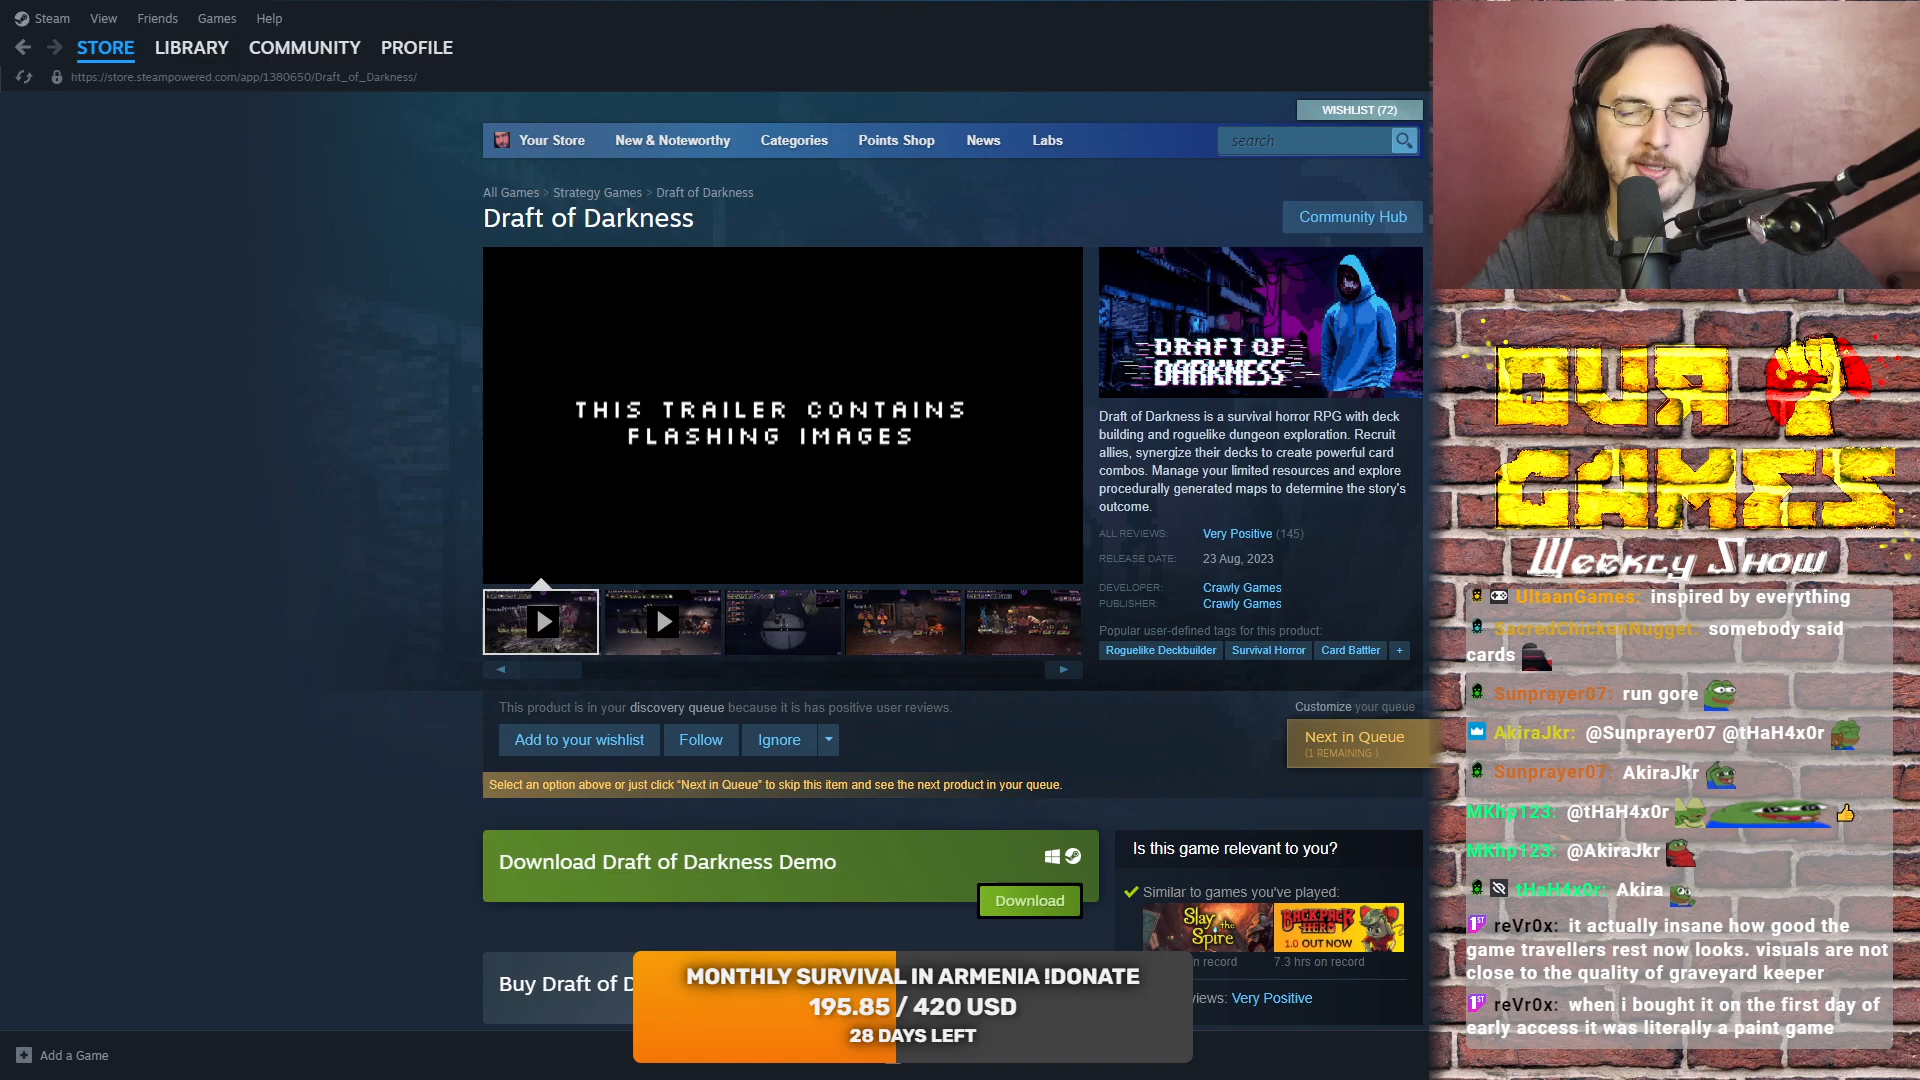 Steam
View
Friends
Games
Help
STORE
LIBRARY
COMMUNITY
PROFILE
https://store.steampowered.com/app/1380650/Draft_of_Darkness/
WISHLIST (72)
Your Store
New & Noteworthy
Categories
Points Shop
News
Labs
search
All Games > Strategy Games > Draft of Darkness
Draft of Darkness
Community Hub
THIS TRAILER CONTAINS
FLASHING IMAGES
DRAFT OF
DARKNESS
Draft of Darkness is a survival horror RPG with deck
building and roguelike dungeon exploration. Recruit
allies, synergize their decks to create powerful card
combos. Manage your limited resources and explore
procedurally generated maps to determine the story's
outcome.
ALL REVIEWS: Very Positive (145)
RELEASE DATE: 23 Aug, 2023
DEVELOPER: Crawly Games
PUBLISHER: Crawly Games
Popular user-defined tags for this product:
Roguelike Deckbuilder
Survival Horror
Card Battler
+
This product is in your discovery queue because it is has positive user reviews.
Add to your wishlist
Follow
Ignore
Customize your queue
Next in Queue
(1 REMAINING )
Select an option above or just click “Next in Queue” to skip this item and see the next product in your queue.
Download Draft of Darkness Demo
Download
Is this game relevant to you?
Similar to games you've played:
Slay the Spire
BACKPACK
HERO
1.0 OUT NOW
on record
7.3 hrs on record
Very Positive
Buy Draft of D
MONTHLY SURVIVAL IN ARMENIA !DONATE
195.85 / 420 USD
28 DAYS LEFT
Add a Game
OUR
GAMES
Weekly Show
UltaanGames: inspired by everything
SacredChickenNugget: somebody said
cards
Sunprayer07: run gore
AkiraJkr: @Sunprayer07 @tHaH4x0r
Sunprayer07: AkiraJkr
MKhp123: @tHaH4x0r
MKhp123: @AkiraJkr
tHaH4x0r: Akira
1ST reVr0x: it actually insane how good the
game travellers rest now looks. visuals are not
close to the quality of graveyard keeper
1ST reVr0x: when i bought it on the first day of
early access it was literally a paint game